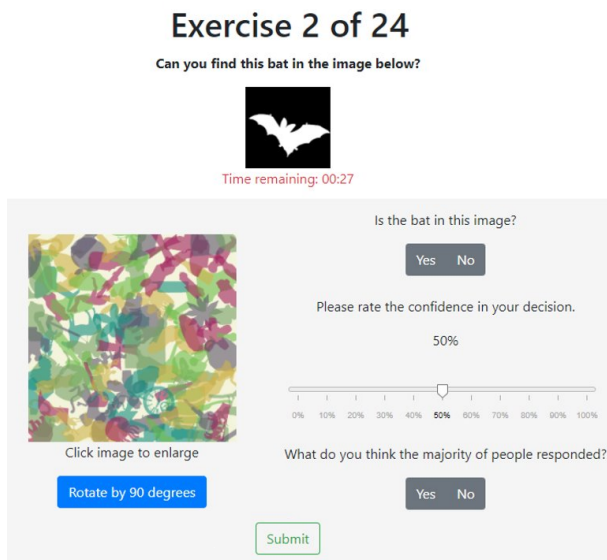 Exercise 2 of 24
Can you find this bat in the image below?
Time remaining: 00:27
Is the bat in this image?
Yes No
Please rate the confidence in your decision.
50%
0% 10% 20% 30% 40% 50% 60% 70% 80% 90% 100%
Click image to enlarge
What do you think the majority of people responded?
Rotate by 90 degrees
Yes No
Submit